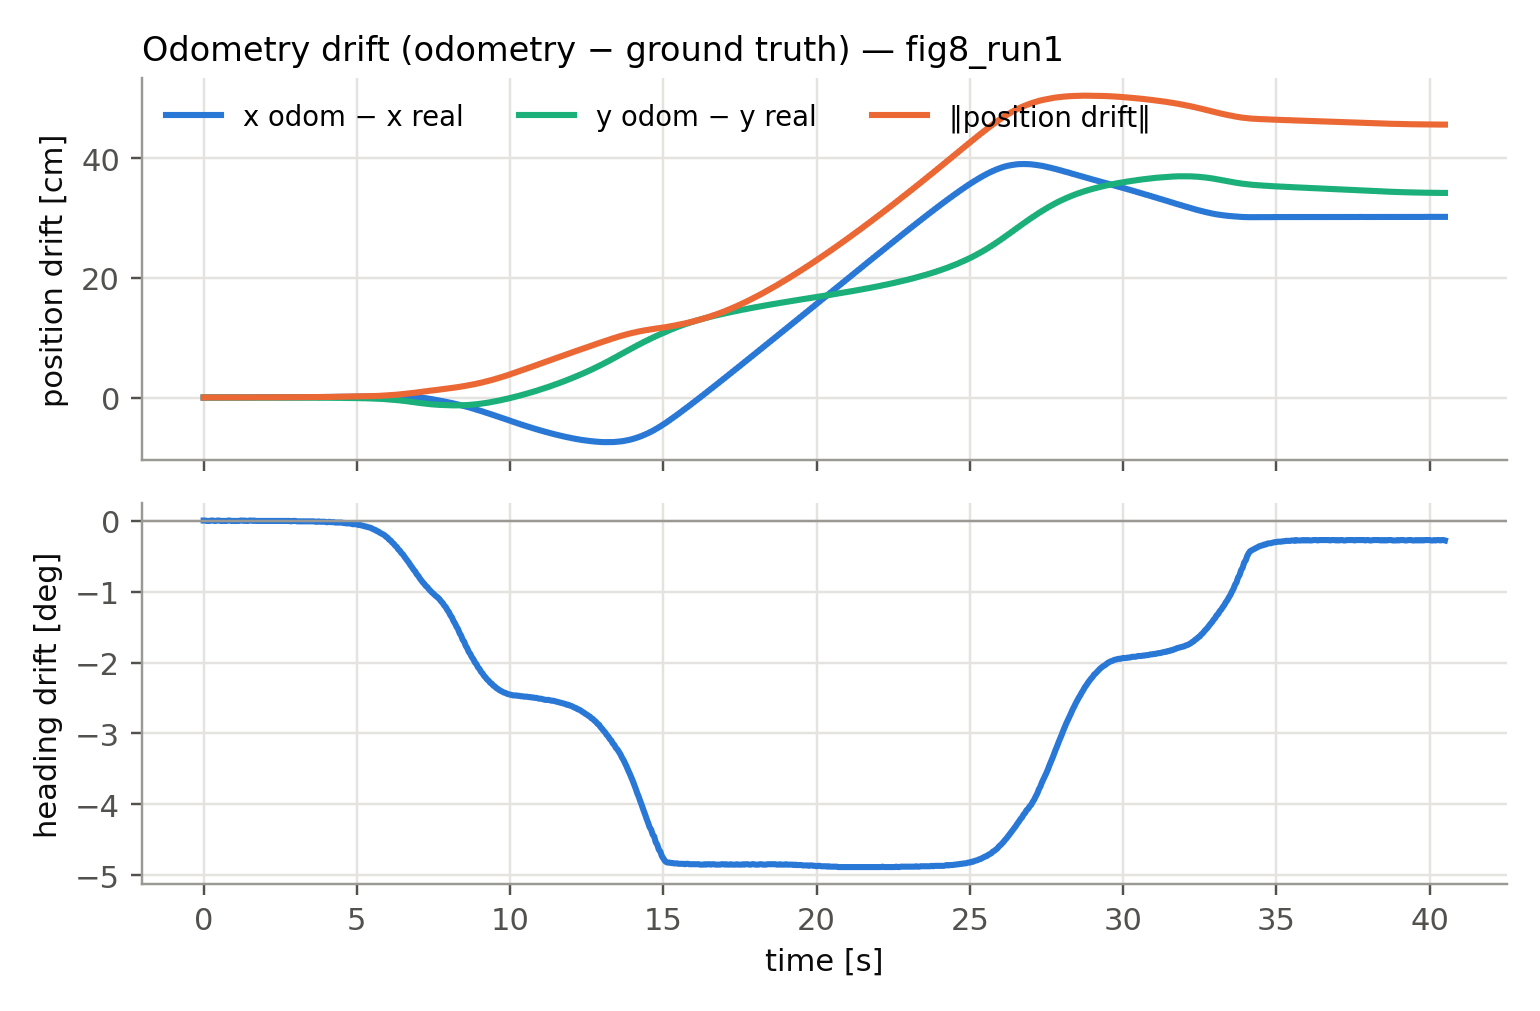 Odometry drift (odometry − ground truth) — fig8_run1
x odom − x real
y odom − y real
‖position drift‖
position drift [cm]
40
20
0
heading drift [deg]
0
−1
−2
−3
−4
−5
0 5 10 15 20 25 30 35 40
time [s]